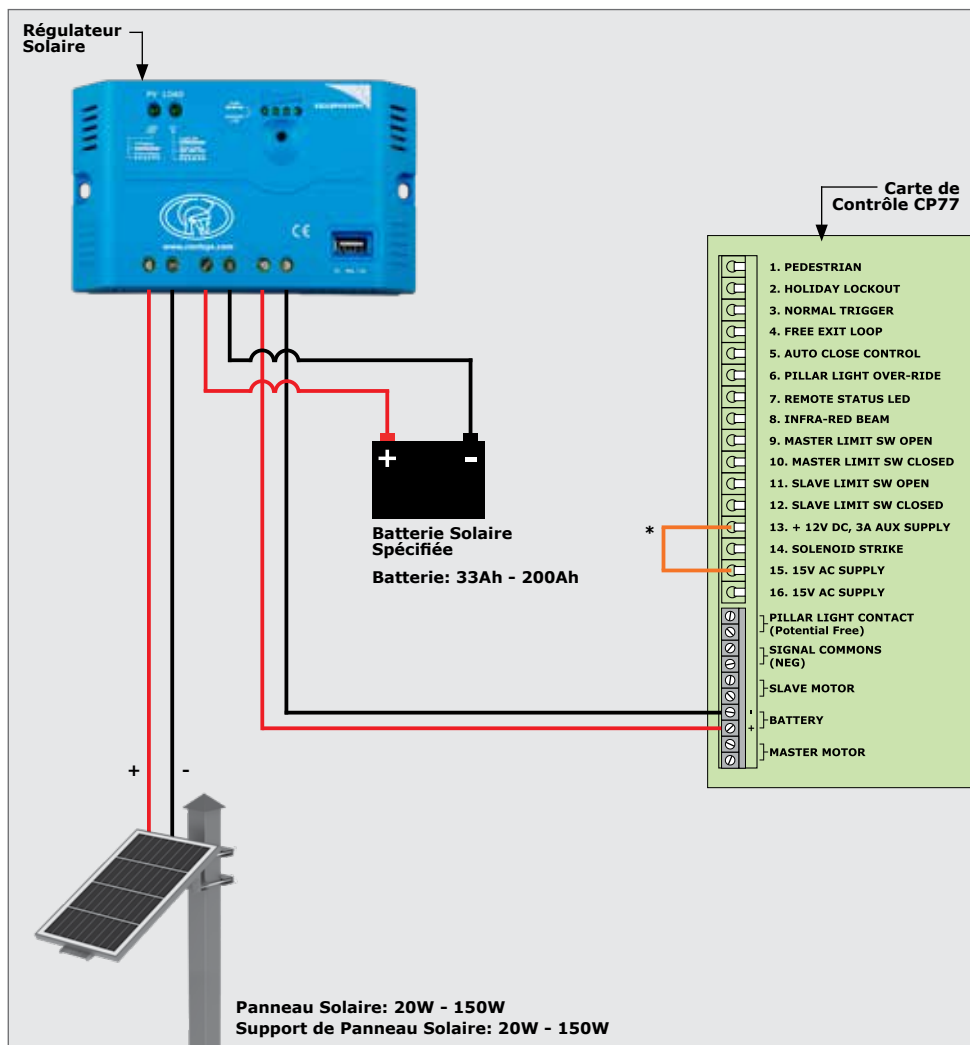 Régulateur
Solaire
PV LOAD
CE
www.centsys.com
Carte de
Contrôle CP77
1. PEDESTRIAN
2. HOLIDAY LOCKOUT
3. NORMAL TRIGGER
4. FREE EXIT LOOP
5. AUTO CLOSE CONTROL
6. PILLAR LIGHT OVER-RIDE
7. REMOTE STATUS LED
8. INFRA-RED BEAM
9. MASTER LIMIT SW OPEN
10. MASTER LIMIT SW CLOSED
11. SLAVE LIMIT SW OPEN
12. SLAVE LIMIT SW CLOSED
13. + 12V DC, 3A AUX SUPPLY
14. SOLENOID STRIKE
15. 15V AC SUPPLY
16. 15V AC SUPPLY
PILLAR LIGHT CONTACT
(Potential Free)
SIGNAL COMMONS
(NEG)
SLAVE MOTOR
-
BATTERY
+
MASTER MOTOR
*
+ -
Batterie Solaire
Spécifiée
Batterie: 33Ah - 200Ah
+ -
Panneau Solaire: 20W - 150W
Support de Panneau Solaire: 20W - 150W